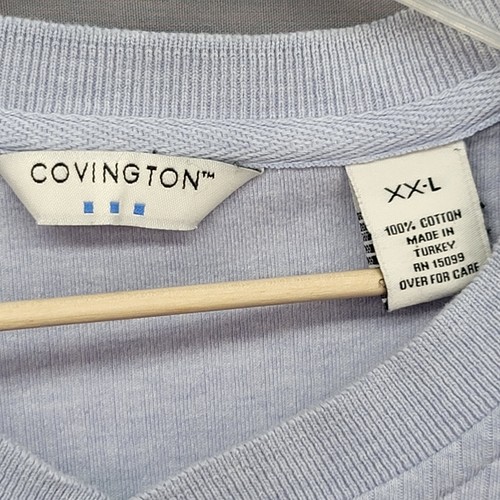 COVINGTON™
XX-L
100% COTTON
MADE IN
TURKEY
RN 15099
OVER FOR CARE